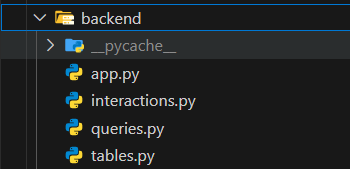 backend
__pycache__
app.py
interactions.py
queries.py
tables.py